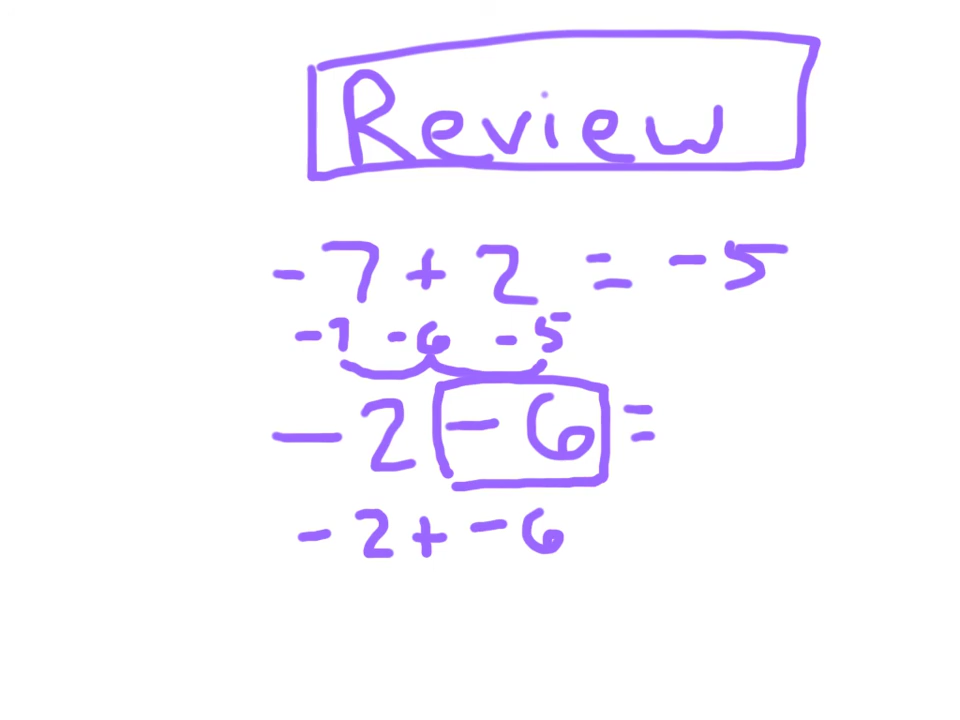 Review
-7 + 2 = -5
-7 -6 -5
-2 -6 =
-2 + -6